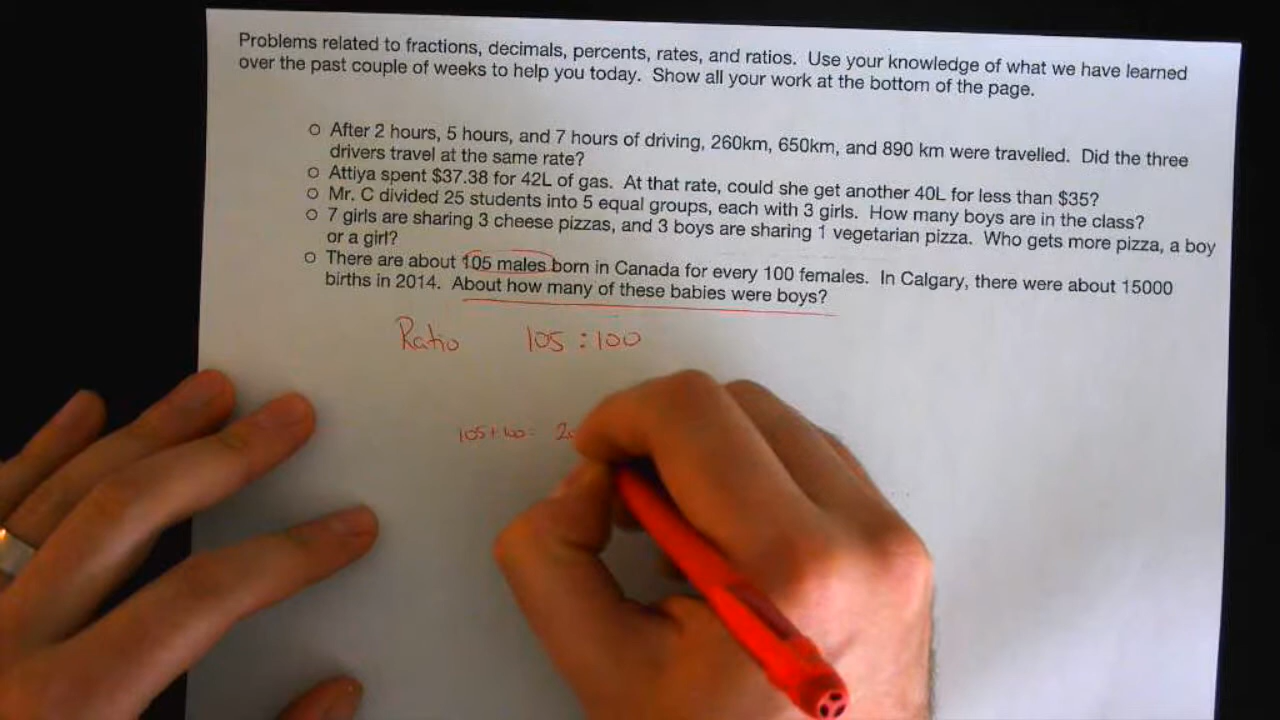 Problems related to fractions, decimals, percents, rates, and ratios. Use your knowledge of what we have learned
over the past couple of weeks to help you today. Show all your work at the bottom of the page.
o After 2 hours, 5 hours, and 7 hours of driving, 260km, 650km, and 890 km were travelled. Did the three
drivers travel at the same rate?
o Attiya spent $37.38 for 42L of gas. At that rate, could she get another 40L for less than $35?
o Mr. C divided 25 students into 5 equal groups, each with 3 girls. How many boys are in the class?
o 7 girls are sharing 3 cheese pizzas, and 3 boys are sharing 1 vegetarian pizza. Who gets more pizza, a boy
or a girl?
o There are about 105 males born in Canada for every 100 females. In Calgary, there were about 15000
births in 2014. About how many of these babies were boys?
Ratio 105 : 100
105+100=